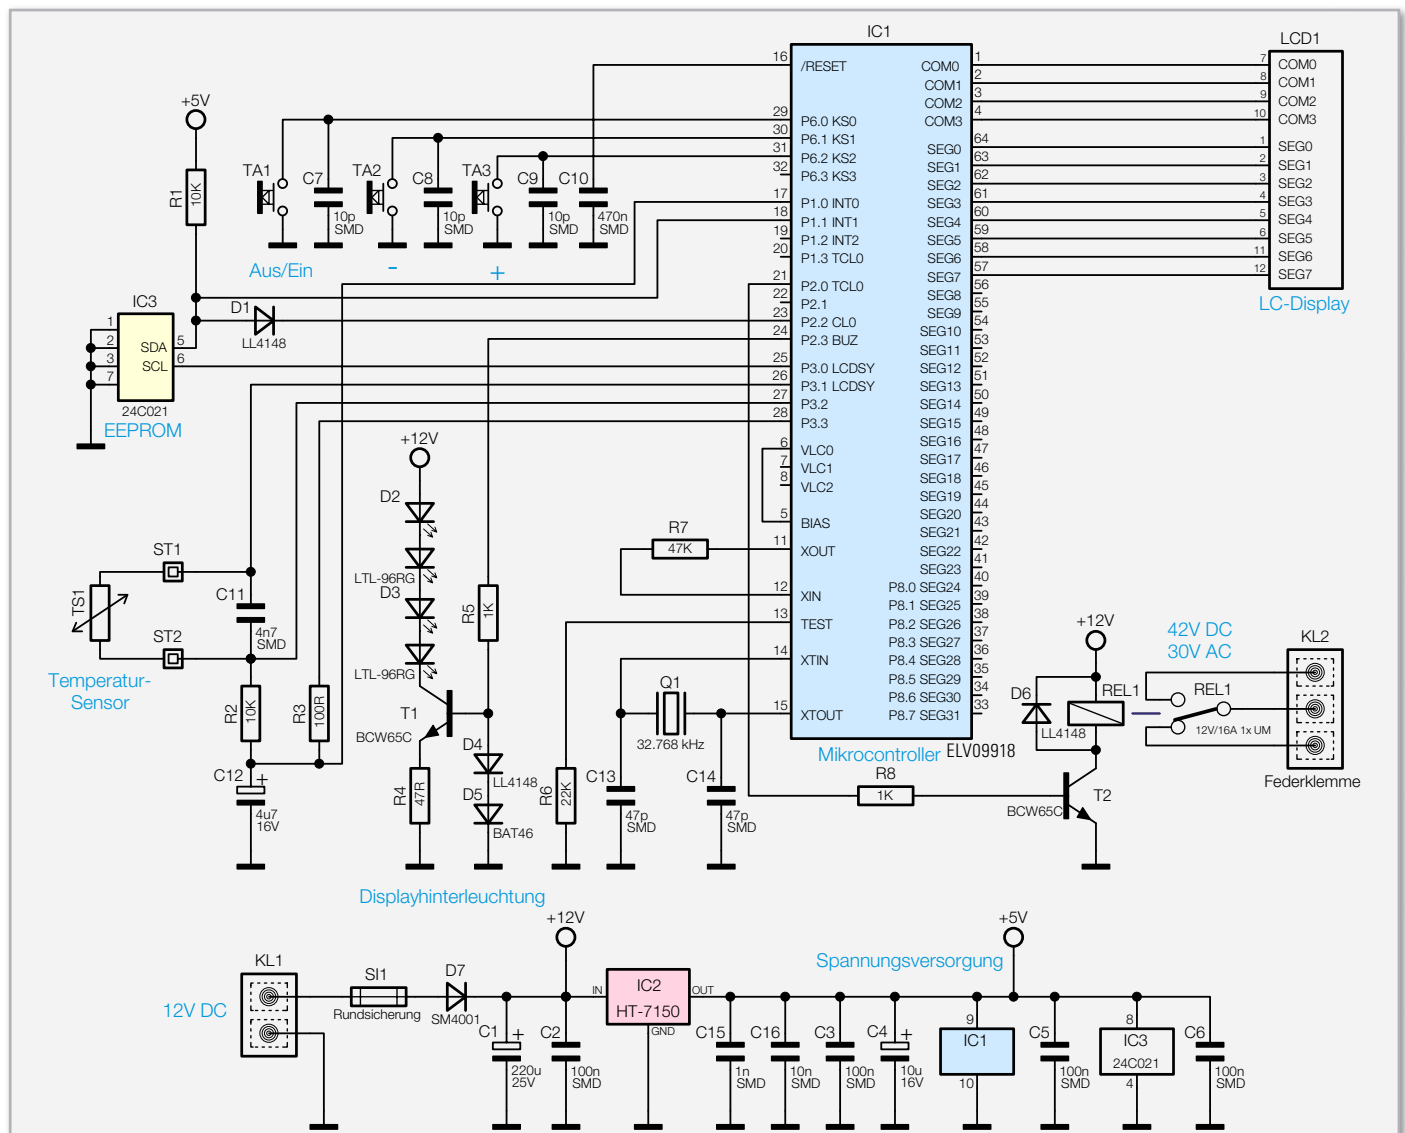 IC1
LCD1
16
/RESET
COM0
1
7
COM0
COM1
2
8
COM1
COM2
3
9
COM2
COM3
4
10
COM3
+5V
29
P6.0 KS0
30
P6.1 KS1
31
P6.2 KS2
32
P6.3 KS3
17
P1.0 INT0
18
P1.1 INT1
19
P1.2 INT2
20
P1.3 TCL0
21
P2.0 TCL0
22
P2.1
23
P2.2 CL0
24
P2.3 BUZ
25
P3.0 LCDSY
26
P3.1 LCDSY
27
P3.2
28
P3.3
6
VLC0
7
VLC1
8
VLC2
5
BIAS
11
XOUT
12
XIN
13
TEST
14
XTIN
15
XTOUT
SEG0
64
1
SEG0
SEG1
63
2
SEG1
SEG2
62
3
SEG2
SEG3
61
4
SEG3
SEG4
60
5
SEG4
SEG5
59
6
SEG5
SEG6
58
11
SEG6
SEG7
57
12
SEG7
SEG8
56
SEG9
55
SEG10
54
SEG11
53
SEG12
52
SEG13
51
SEG14
50
SEG15
49
SEG16
48
SEG17
47
SEG18
46
SEG19
45
SEG20
44
SEG21
43
SEG22
42
SEG23
41
P8.0 SEG24
40
P8.1 SEG25
39
P8.2 SEG26
38
P8.3 SEG27
37
P8.4 SEG28
36
P8.5 SEG29
35
P8.6 SEG30
34
P8.7 SEG31
33
LC-Display
Mikrocontroller
ELV09918
R1
10K
TA1
C7
10p
SMD
TA2
C8
10p
SMD
TA3
C9
10p
SMD
C10
470n
SMD
Aus/Ein
-
+
IC3
1
2
3
7
SDA
5
SCL
6
24C021
EEPROM
D1
LL4148
+12V
D2
LTL-96RG
D3
LTL-96RG
T1
BCW65C
R4
47R
R5
1K
D4
LL4148
D5
BAT46
Displayhinterleuchtung
ST1
TS1
ST2
C11
4n7
SMD
Temperatur-
Sensor
R2
10K
R3
100R
C12
+
4u7
16V
R7
47K
R6
22K
Q1
32.768 kHz
C13
47p
SMD
C14
47p
SMD
R8
1K
+12V
D6
LL4148
REL1
T2
BCW65C
42V DC
30V AC
REL1
12V/16A 1x UM
KL2
Federklemme
KL1
12V DC
SI1
Rundsicherung
D7
SM4001
+12V
C1
+
220u
25V
C2
100n
SMD
IN
IC2
HT-7150
OUT
GND
Spannungsversorgung
+5V
C15
1n
SMD
C16
10n
SMD
C3
100n
SMD
C4
+
10u
16V
9
IC1
10
C5
100n
SMD
8
IC3
24C021
4
C6
100n
SMD